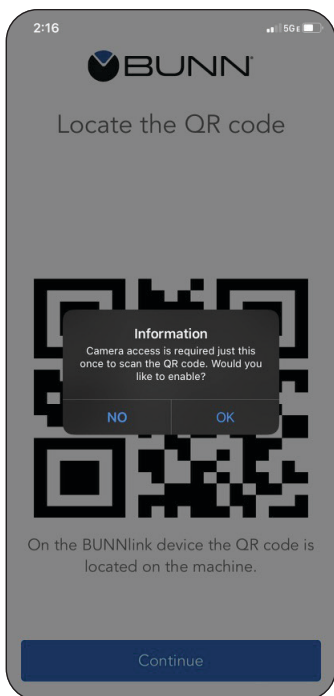 2:16
5G E
BUNN®
Locate the QR code
Information
Camera access is required just this
once to scan the QR code. Would you
like to enable?
NO
OK
On the BUNNlink device the QR code is
located on the machine.
Continue